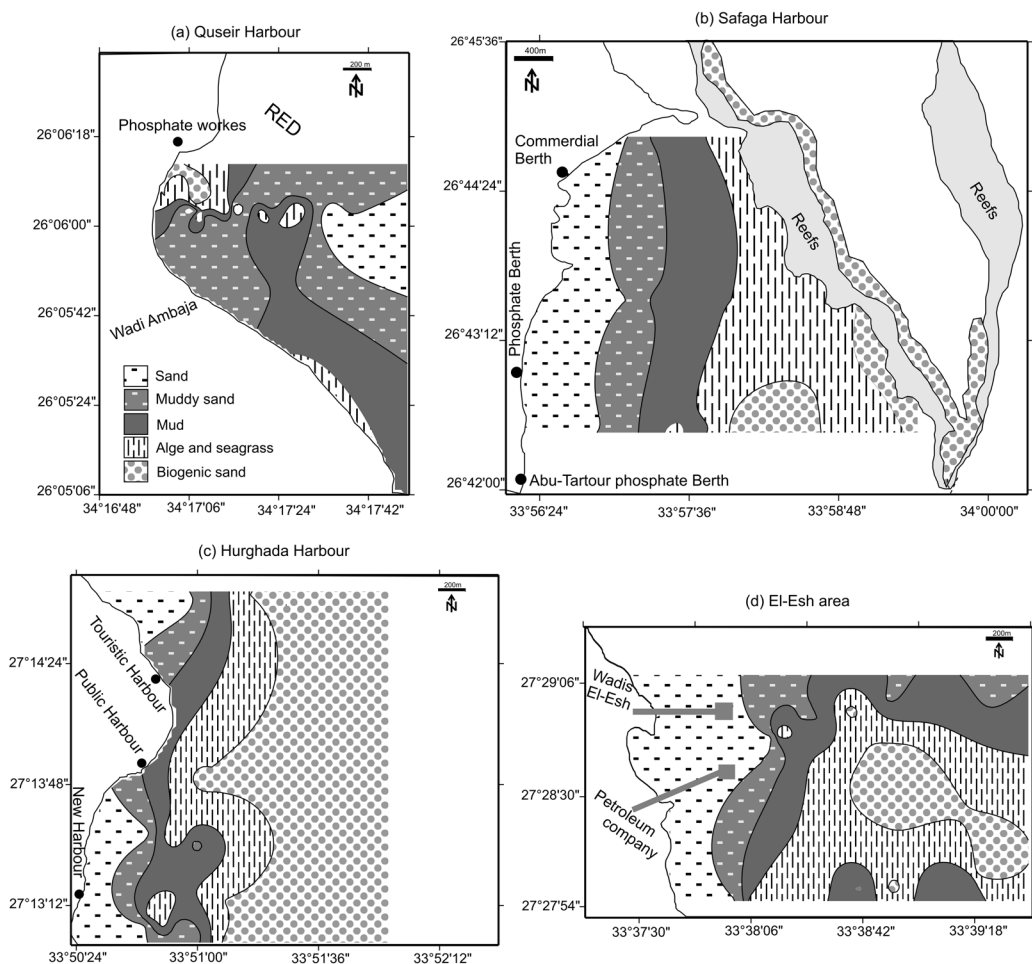 (a) Quseir Harbour
200 m
N
RED
Phosphate workes
26°06'18"
26°06'00"
26°05'42"
26°05'24"
26°05'06"
Wadi Ambaja
Sand
Muddy sand
Mud
Alge and seagrass
Biogenic sand
34°16'48"
34°17'06"
34°17'24"
34°17'42"
(b) Safaga Harbour
400m
N
26°45'36"
26°44'24"
26°43'12"
26°42'00"
Commerdial
Berth
Phosphate Berth
Abu-Tartour phosphate Berth
Reefs
Reefs
33°56'24"
33°57'36"
33°58'48"
34°00'00"
(c) Hurghada Harbour
200m
N
27°14'24"
27°13'48"
27°13'12"
Touristic Harbour
Public Harbour
New Harbour
33°50'24"
33°51'00"
33°51'36"
33°52'12"
(d) El-Esh area
200m
N
27°29'06"
27°28'30"
27°27'54"
Wadis
El-Esh
Petroleum
company
33°37'30"
33°38'06"
33°38'42"
33°39'18"